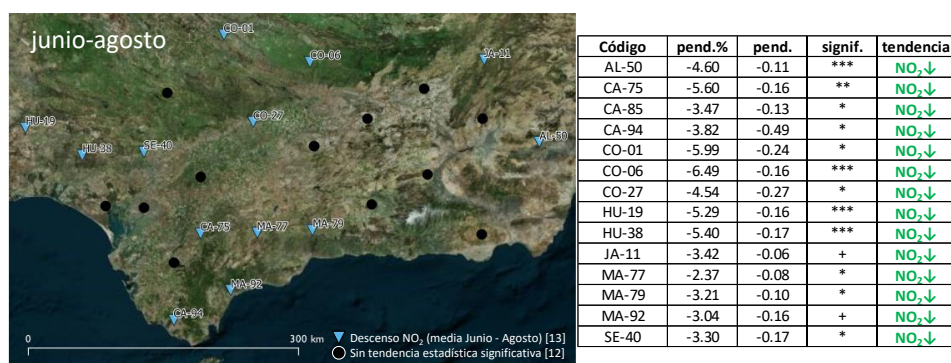 junio-agosto
CO-01
CO-06
JA-11
HU-19
CO-27
AL-50
HU-38
SE-40
CA-75
MA-77
MA-79
MA-92
CA-94
0 300 km
Descenso NO₂ (media Junio - Agosto) [13]
Sin tendencia estadística significativa [12]
Código pend.% pend. signif. tendencia
AL-50 -4.60 -0.11 *** NO₂↓
CA-75 -5.60 -0.16 ** NO₂↓
CA-85 -3.47 -0.13 * NO₂↓
CA-94 -3.82 -0.49 * NO₂↓
CO-01 -5.99 -0.24 * NO₂↓
CO-06 -6.49 -0.16 *** NO₂↓
CO-27 -4.54 -0.27 * NO₂↓
HU-19 -5.29 -0.16 *** NO₂↓
HU-38 -5.40 -0.17 *** NO₂↓
JA-11 -3.42 -0.06 + NO₂↓
MA-77 -2.37 -0.08 * NO₂↓
MA-79 -3.21 -0.10 * NO₂↓
MA-92 -3.04 -0.16 + NO₂↓
SE-40 -3.30 -0.17 * NO₂↓